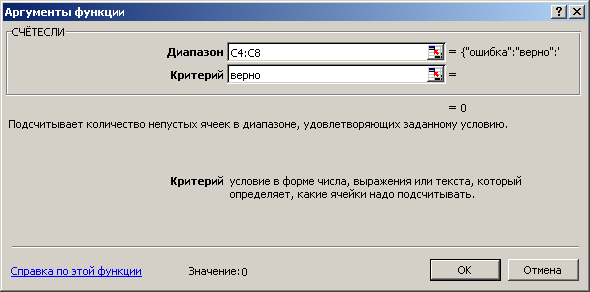 Аргументы функции
СЧЁТЕСЛИ
Диапазон C4:C8 = {"ошибка":"верно":'
Критерий верно =
= 0
Подсчитывает количество непустых ячеек в диапазоне, удовлетворяющих заданному условию.
Критерий условие в форме числа, выражения или текста, который
определяет, какие ячейки надо подсчитывать.
Справка по этой функции Значение:0 ОК Отмена